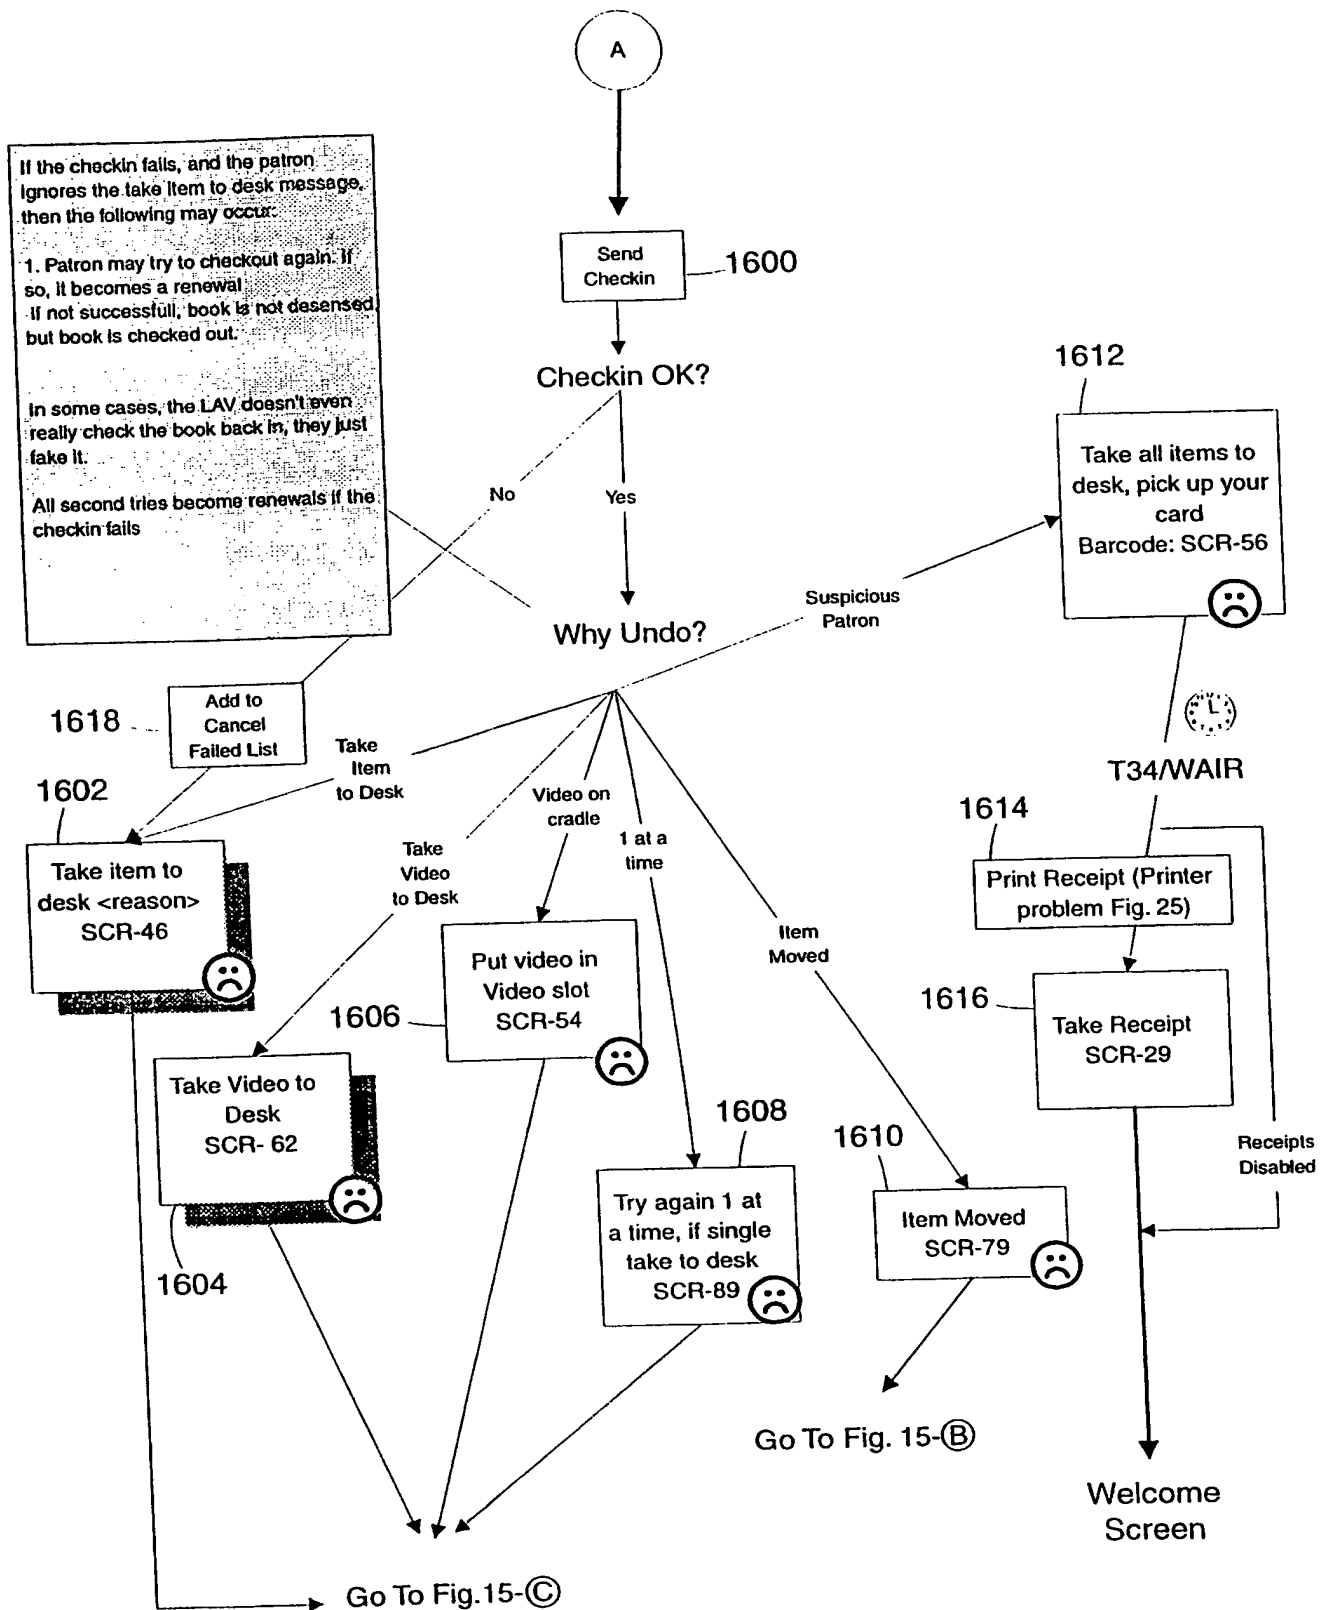 A
If the checkin fails, and the patron
ignores the take item to desk message,
then the following may occur:
1. Patron may try to checkout again. If
so, it becomes a renewal
If not successfull, book is not desensed
but book is checked out.
In some cases, the LAV doesn't even
really check the book back in, they just
fake it.
All second tries become renewals if the
checkin fails
Send
Checkin
1600
Checkin OK?
No
Yes
Why Undo?
Suspicious
Patron
1612
Take all items to
desk, pick up your
card
Barcode: SCR-56
1618
Add to
Cancel
Failed List
Take
Item
to Desk
Video on
cradle
1 at a
time
Take
Video
to Desk
Item
Moved
T34/WAIR
1602
Take item to
desk <reason>
SCR-46
1614
Print Receipt (Printer
problem Fig. 25)
1606
Put video in
Video slot
SCR-54
1616
Take Receipt
SCR-29
Receipts
Disabled
Take Video to
Desk
SCR- 62
1604
1608
Try again 1 at
a time, if single
take to desk
SCR-89
1610
Item Moved
SCR-79
Go To Fig. 15-B
Welcome
Screen
Go To Fig.15-C